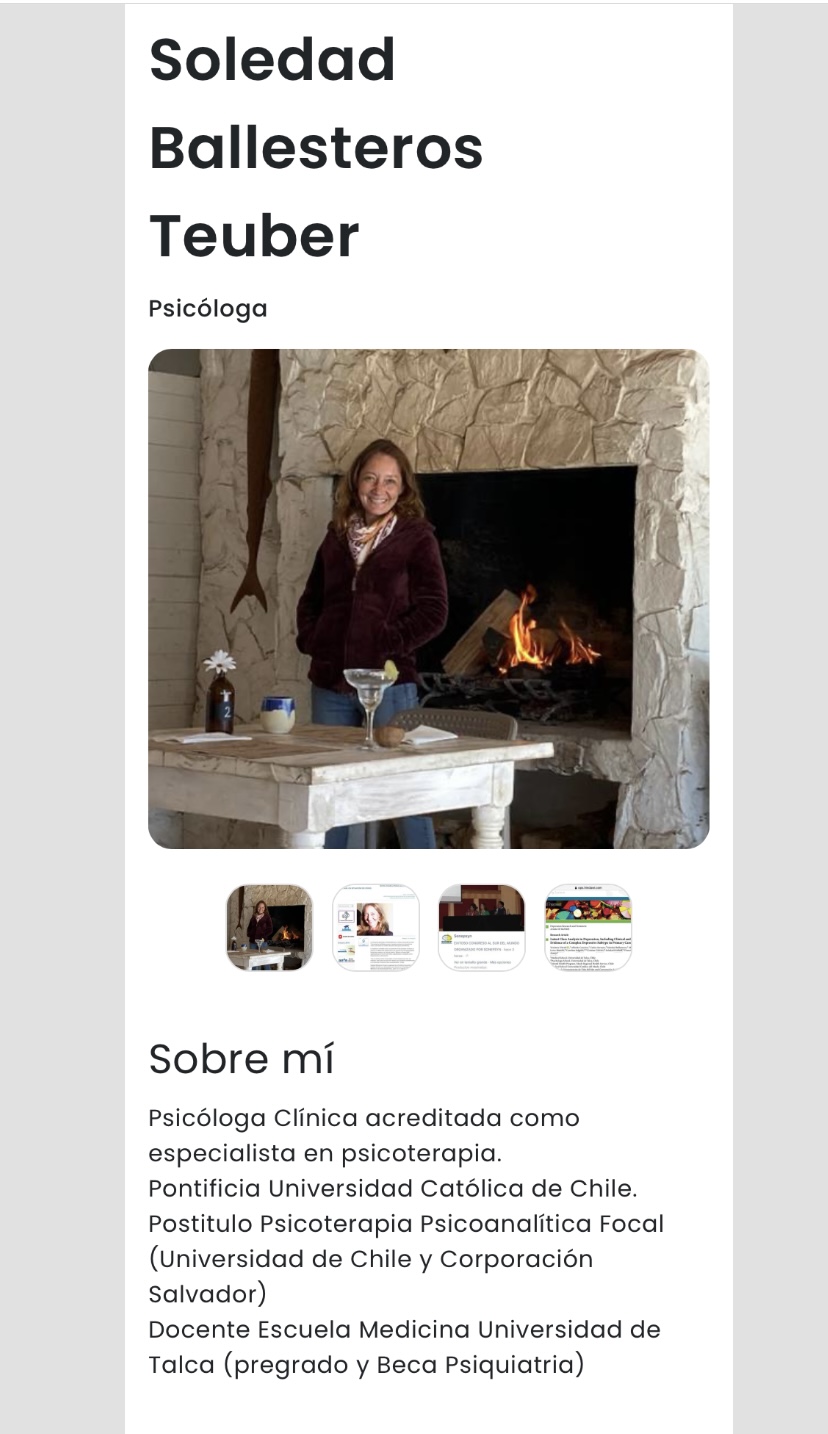 Soledad
Ballesteros
Teuber
Psicóloga
2
Sobre mí
Psicóloga Clínica acreditada como
especialista en psicoterapia.
Pontificia Universidad Católica de Chile.
Postitulo Psicoterapia Psicoanalítica Focal
(Universidad de Chile y Corporación
Salvador)
Docente Escuela Medicina Universidad de
Talca (pregrado y Beca Psiquiatria)